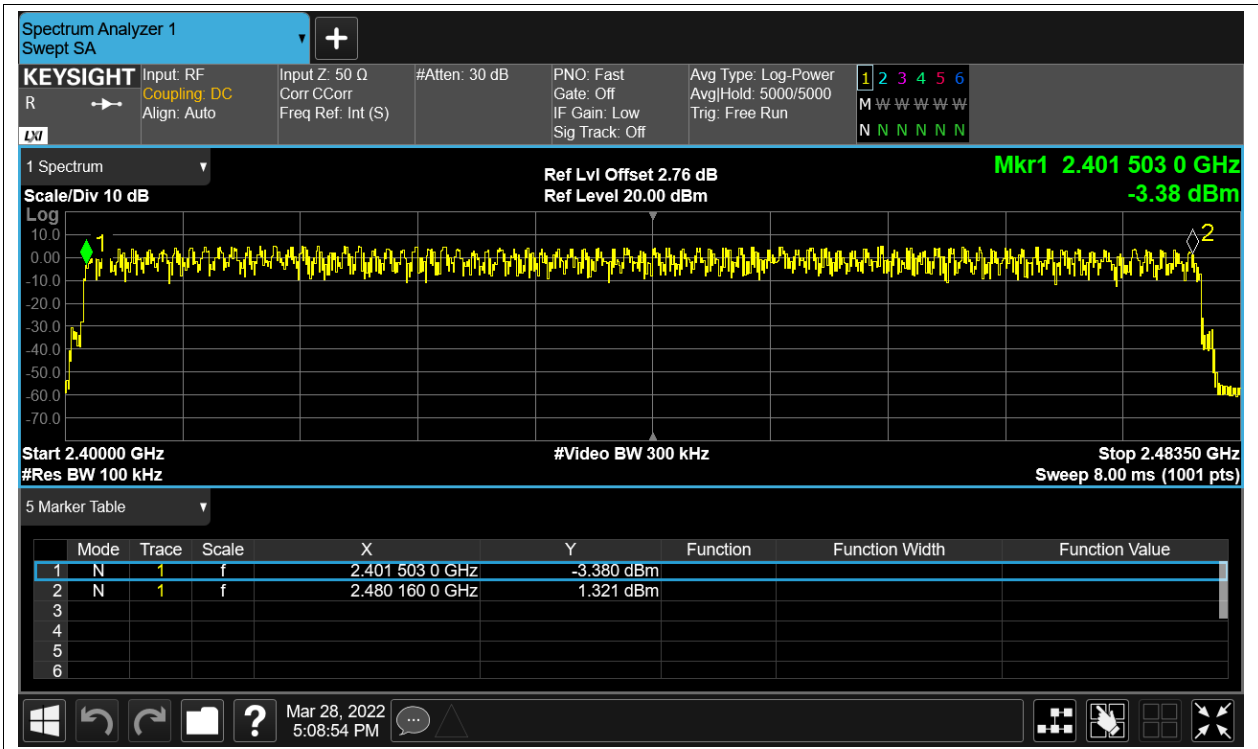 Spectrum Analyzer 1
Swept SA
+
KEYSIGHT Input: RF Input Z: 50 Ω #Atten: 30 dB PNO: Fast Avg Type: Log-Power 1 2 3 4 5 6
R Coupling: DC Corr CCorr Gate: Off Avg|Hold: 5000/5000 M W W W W W
Align: Auto Freq Ref: Int (S) IF Gain: Low Trig: Free Run
LXI Sig Track: Off N N N N N N
1 Spectrum Ref Lvl Offset 2.76 dB Mkr1 2.401 503 0 GHz
Scale/Div 10 dB Ref Level 20.00 dBm -3.38 dBm
Log
10.0 1 2
0.00
-10.0
-20.0
-30.0
-40.0
-50.0
-60.0
-70.0
Start 2.40000 GHz #Video BW 300 kHz Stop 2.48350 GHz
#Res BW 100 kHz Sweep 8.00 ms (1001 pts)
5 Marker Table
Mode Trace Scale X Y Function Function Width Function Value
1 N 1 f 2.401 503 0 GHz -3.380 dBm
2 N 1 f 2.480 160 0 GHz 1.321 dBm
3
4
5
6
? Mar 28, 2022
5:08:54 PM